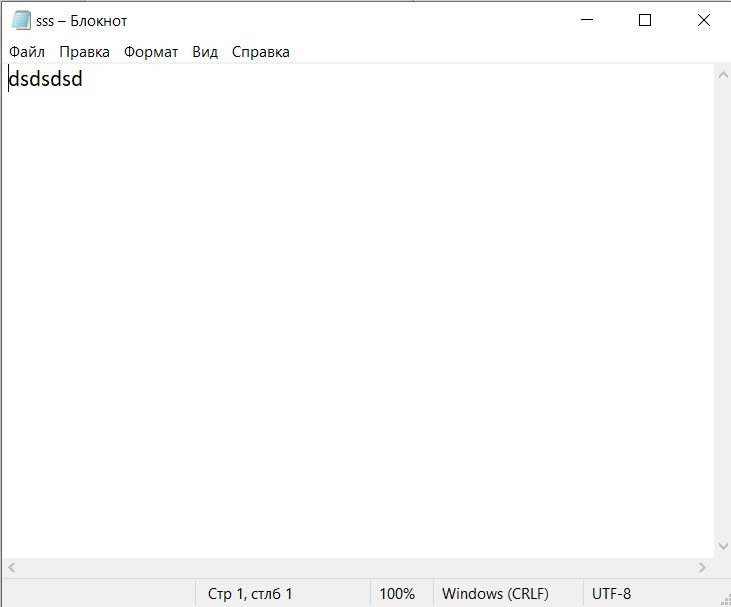 sss – Блокнот
Файл Правка Формат Вид Справка
dsdsdsd
Стр 1, стлб 1 100% Windows (CRLF) UTF-8